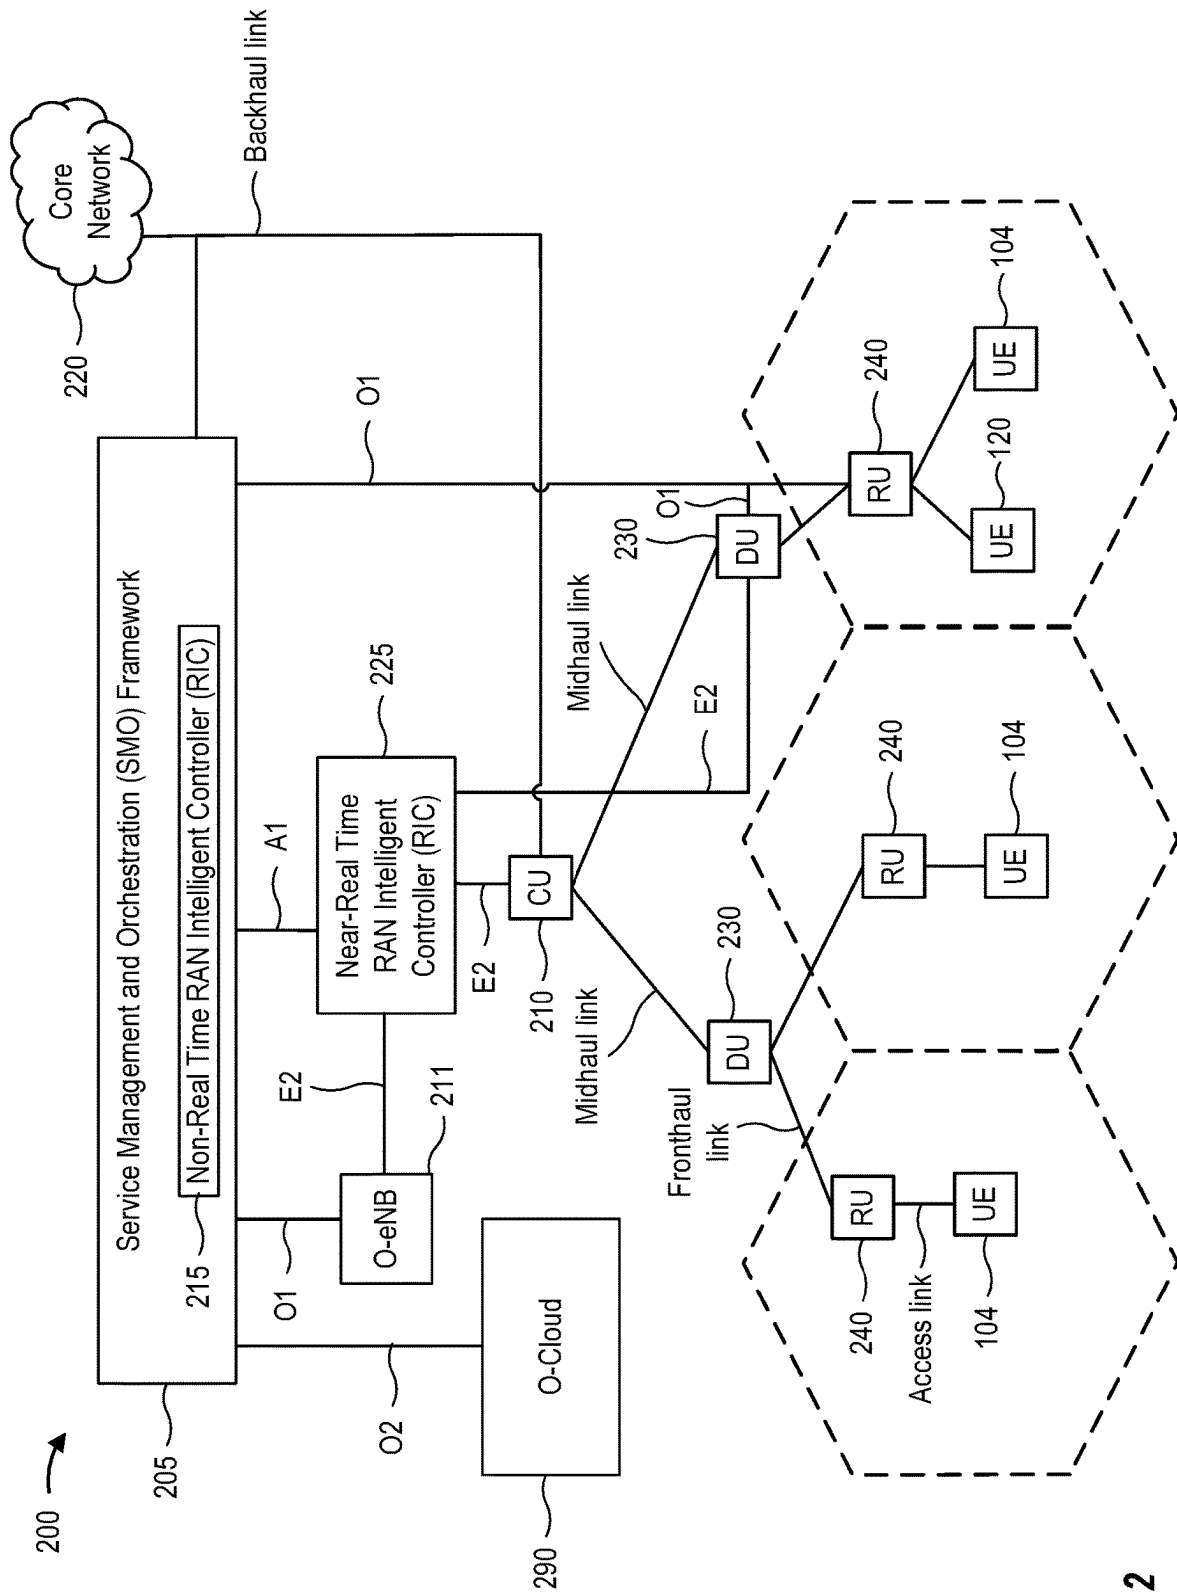 200
205
Service Management and Orchestration (SMO) Framework
215
Non-Real Time RAN Intelligent Controller (RIC)
220
Core
Network
Backhaul link
O2
O1
A1
O1
E2
O-eNB
211
Near-Real Time
RAN Intelligent
Controller (RIC)
225
290
O-Cloud
E2
210
CU
Midhaul link
Midhaul link
E2
Fronthaul
link
DU
230
230
DU
O1
240
RU
RU
240
RU
240
Access link
104
UE
UE
104
UE
120
UE
104
2